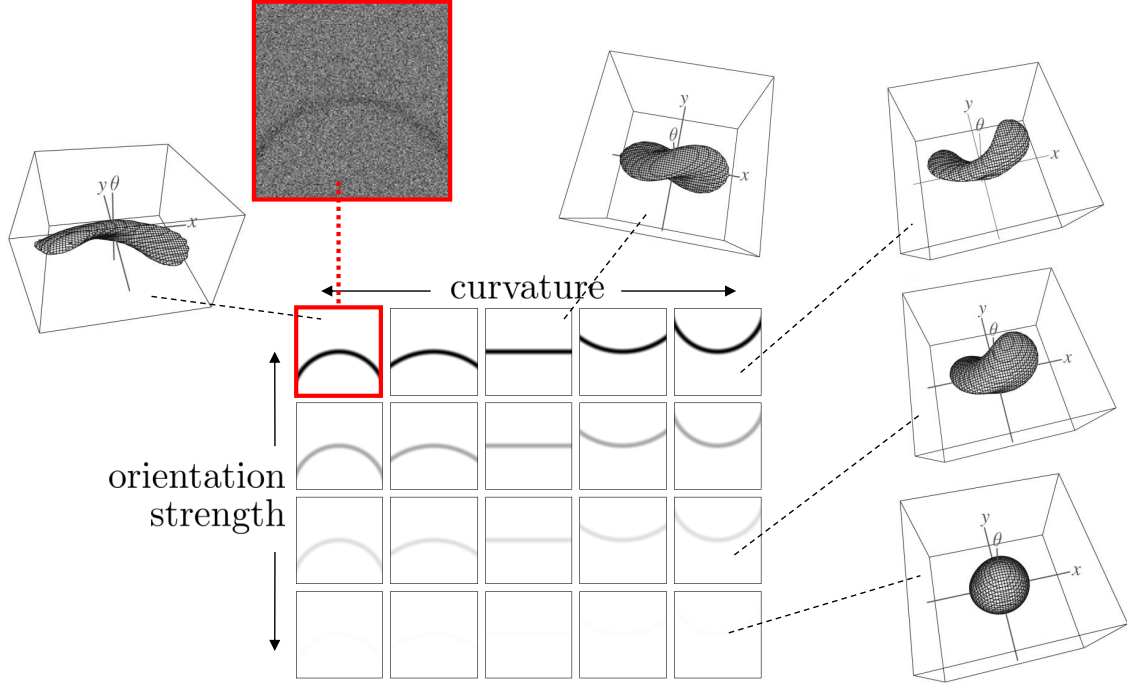 y
θ
x
y
θ
x
y θ
x
curvature
y
θ
x
orientation
strength
y
θ
x